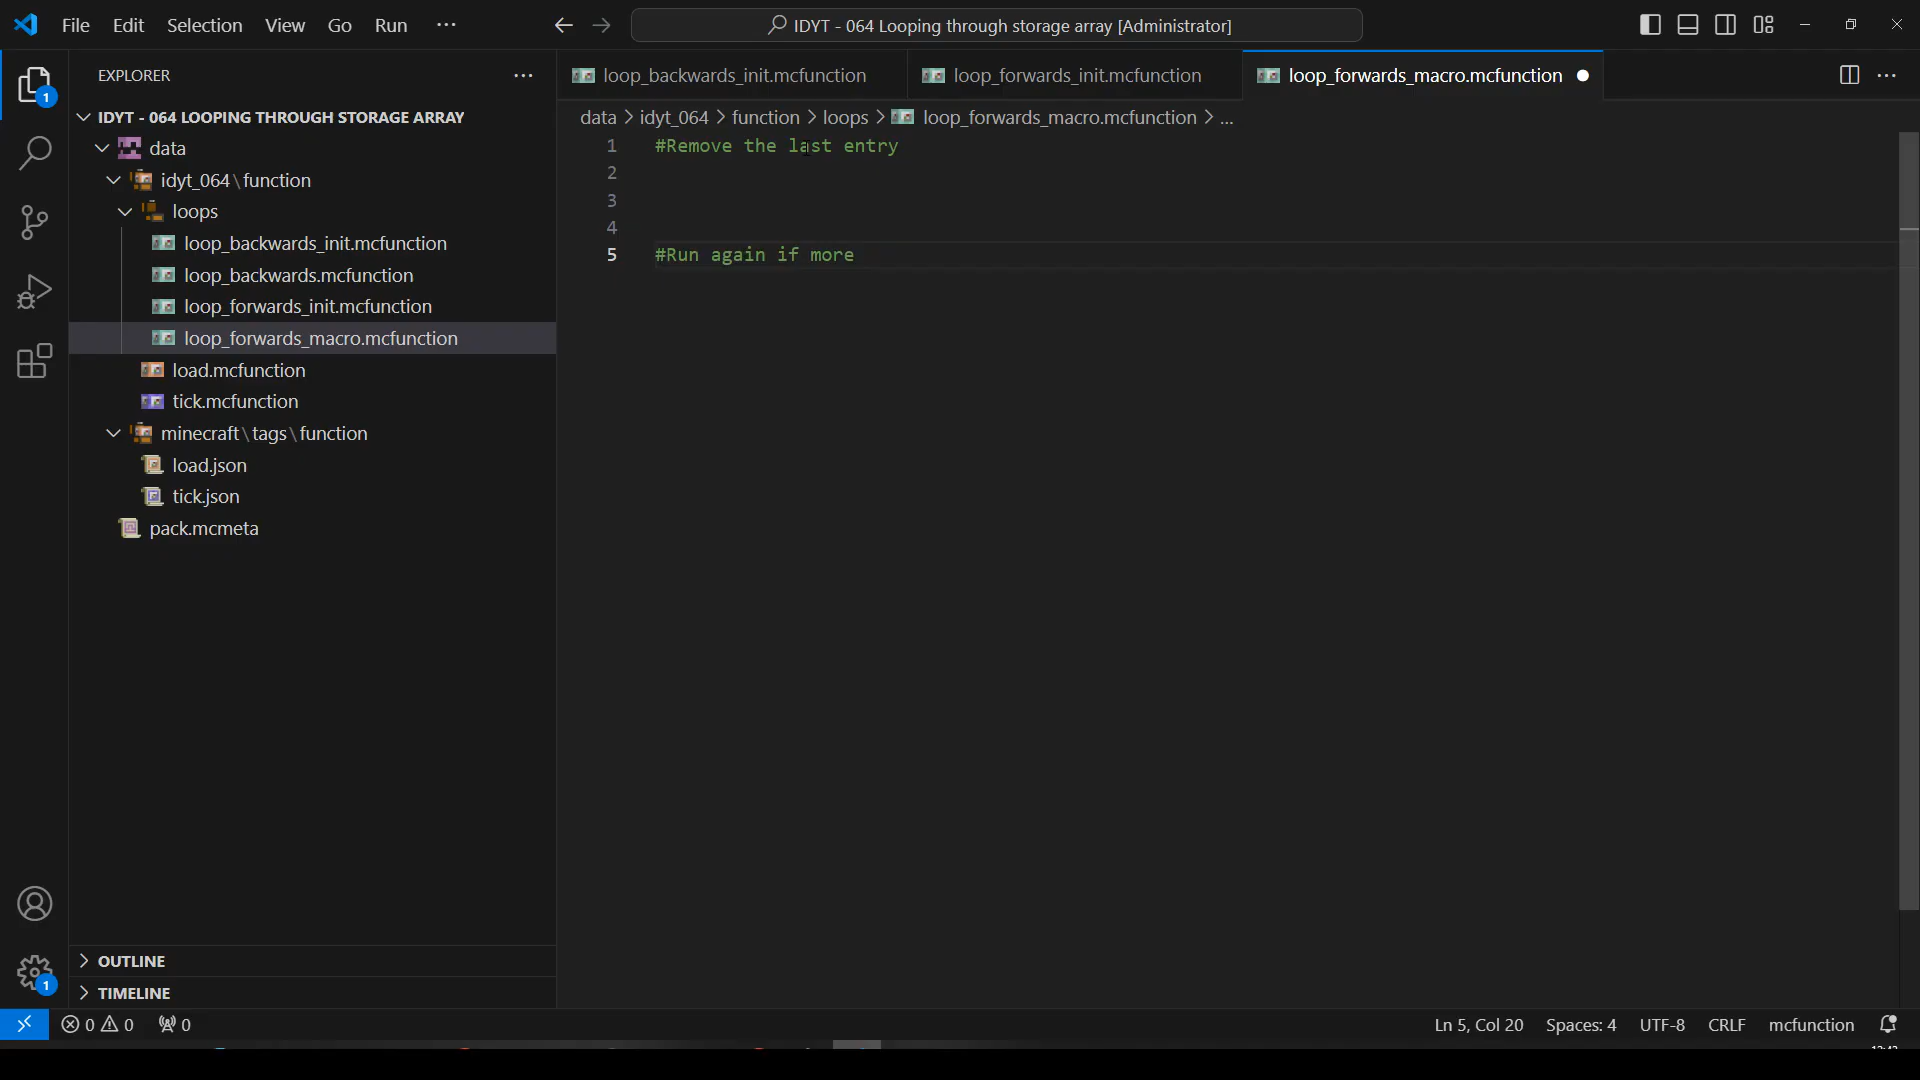 File Edit Selection View Go Run ···
IDYT - 064 Looping through storage array [Administrator]
EXPLORER ···
loop_backwards_init.mcfunction
loop_forwards_init.mcfunction
loop_forwards_macro.mcfunction
data > idyt_064 > function > loops > loop_forwards_macro.mcfunction > ...
IDYT - 064 LOOPING THROUGH STORAGE ARRAY
data
idyt_064\function
loops
loop_backwards_init.mcfunction
loop_backwards.mcfunction
loop_forwards_init.mcfunction
loop_forwards_macro.mcfunction
load.mcfunction
tick.mcfunction
minecraft\tags\function
load.json
tick.json
pack.mcmeta
1 #Remove the last entry
2
3
4
5 #Run again if more
OUTLINE
TIMELINE
1
1
0 0 0
Ln 5, Col 20 Spaces: 4 UTF-8 CRLF mcfunction